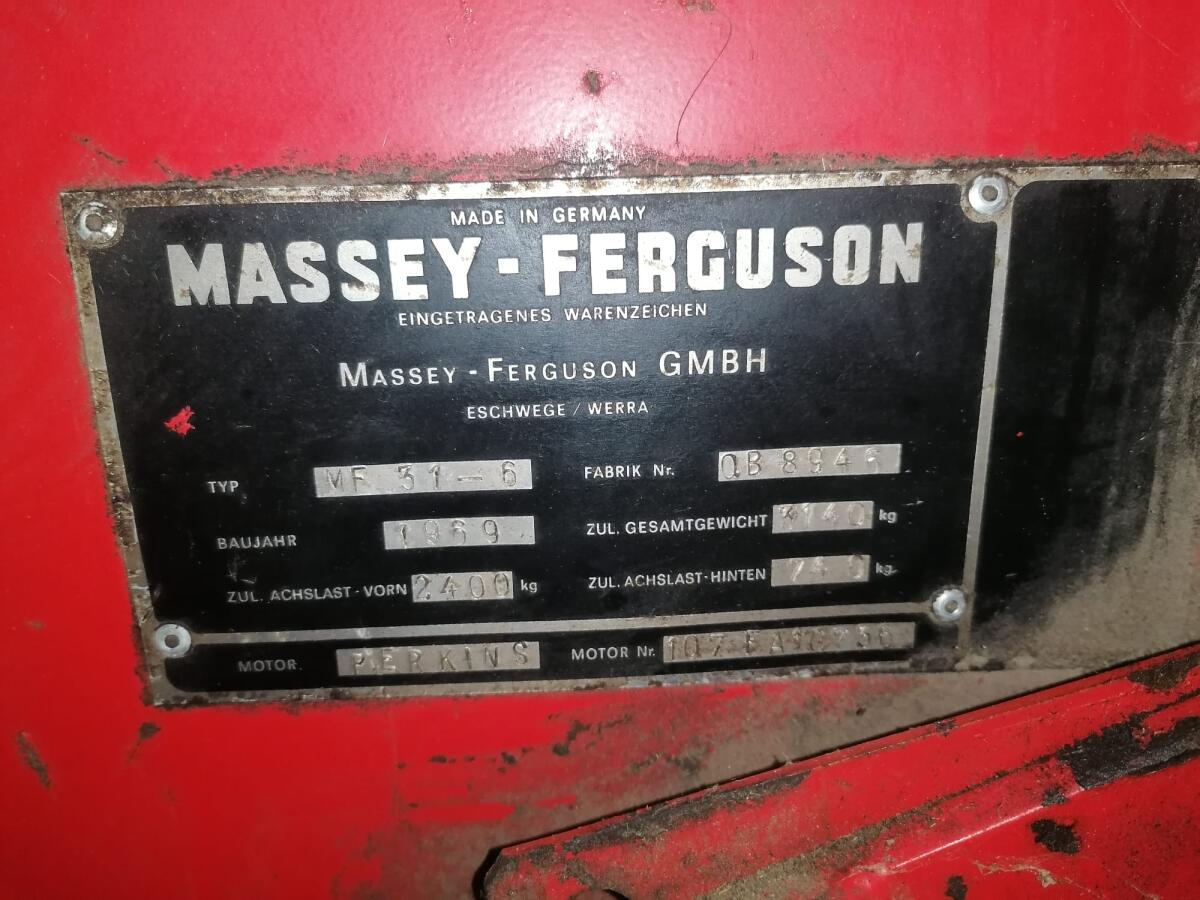 MADE IN GERMANY
MASSEY-FERGUSON
EINGETRAGENES WARENZEICHEN
MASSEY-FERGUSON GMBH
ESCHWEGE / WERRA
TYP MF 31-6 FABRIK Nr.
BAUJAHR 1969 ZUL. GESAMTGEWICHT kg
ZUL. ACHSLAST-VORN 2400 kg ZUL. ACHSLAST-HINTEN kg
MOTOR. PERKINS MOTOR Nr.